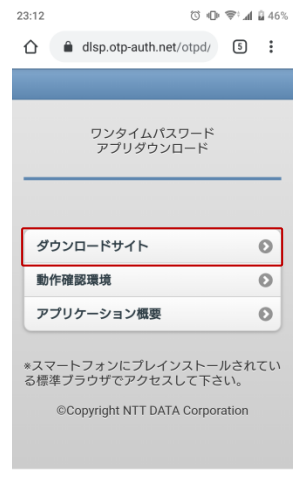 23:12 46%
dlsp.otp-auth.net/otpd/ 5
ワンタイムパスワード
アプリダウンロード
ダウンロードサイト
動作確認環境
アプリケーション概要
*スマートフォンにプレインストールされてい
る標準ブラウザでアクセスして下さい。
©Copyright NTT DATA Corporation